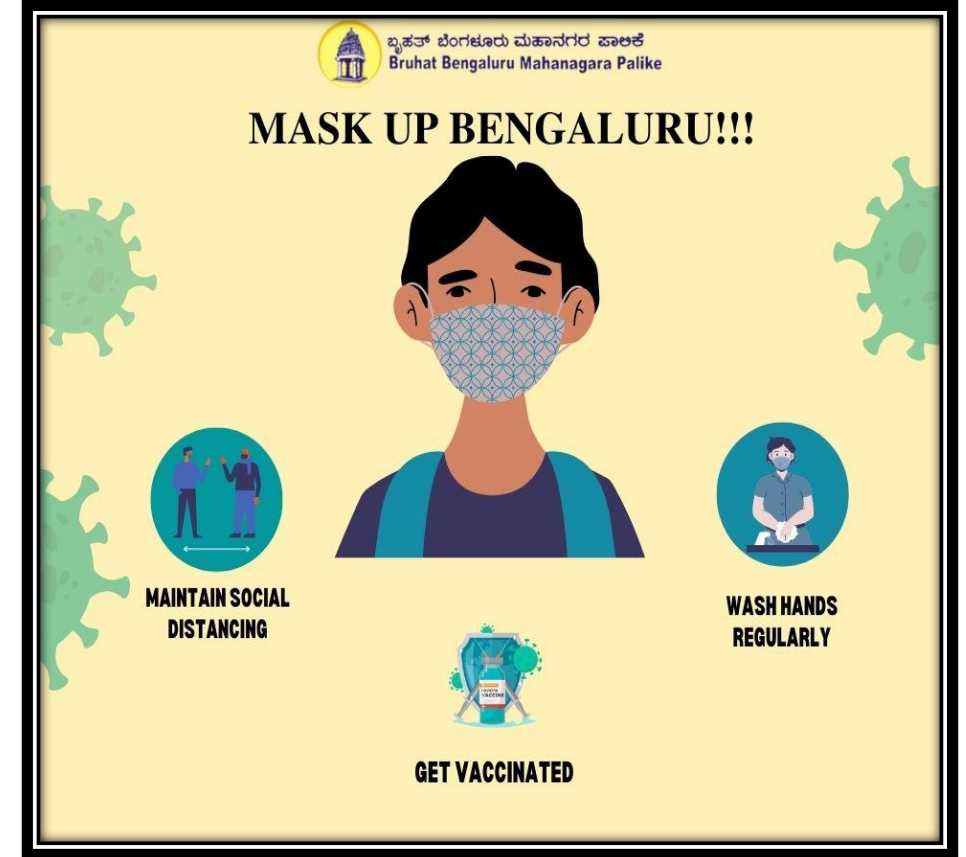 ಬೃಹತ್ ಬೆಂಗಳೂರು ಮಹಾನಗರ ಪಾಲಿಕೆ
Bruhat Bengaluru Mahanagara Palike
MASK UP BENGALURU!!!
MAINTAIN SOCIAL
DISTANCING
WASH HANDS
REGULARLY
VACCINE
GET VACCINATED